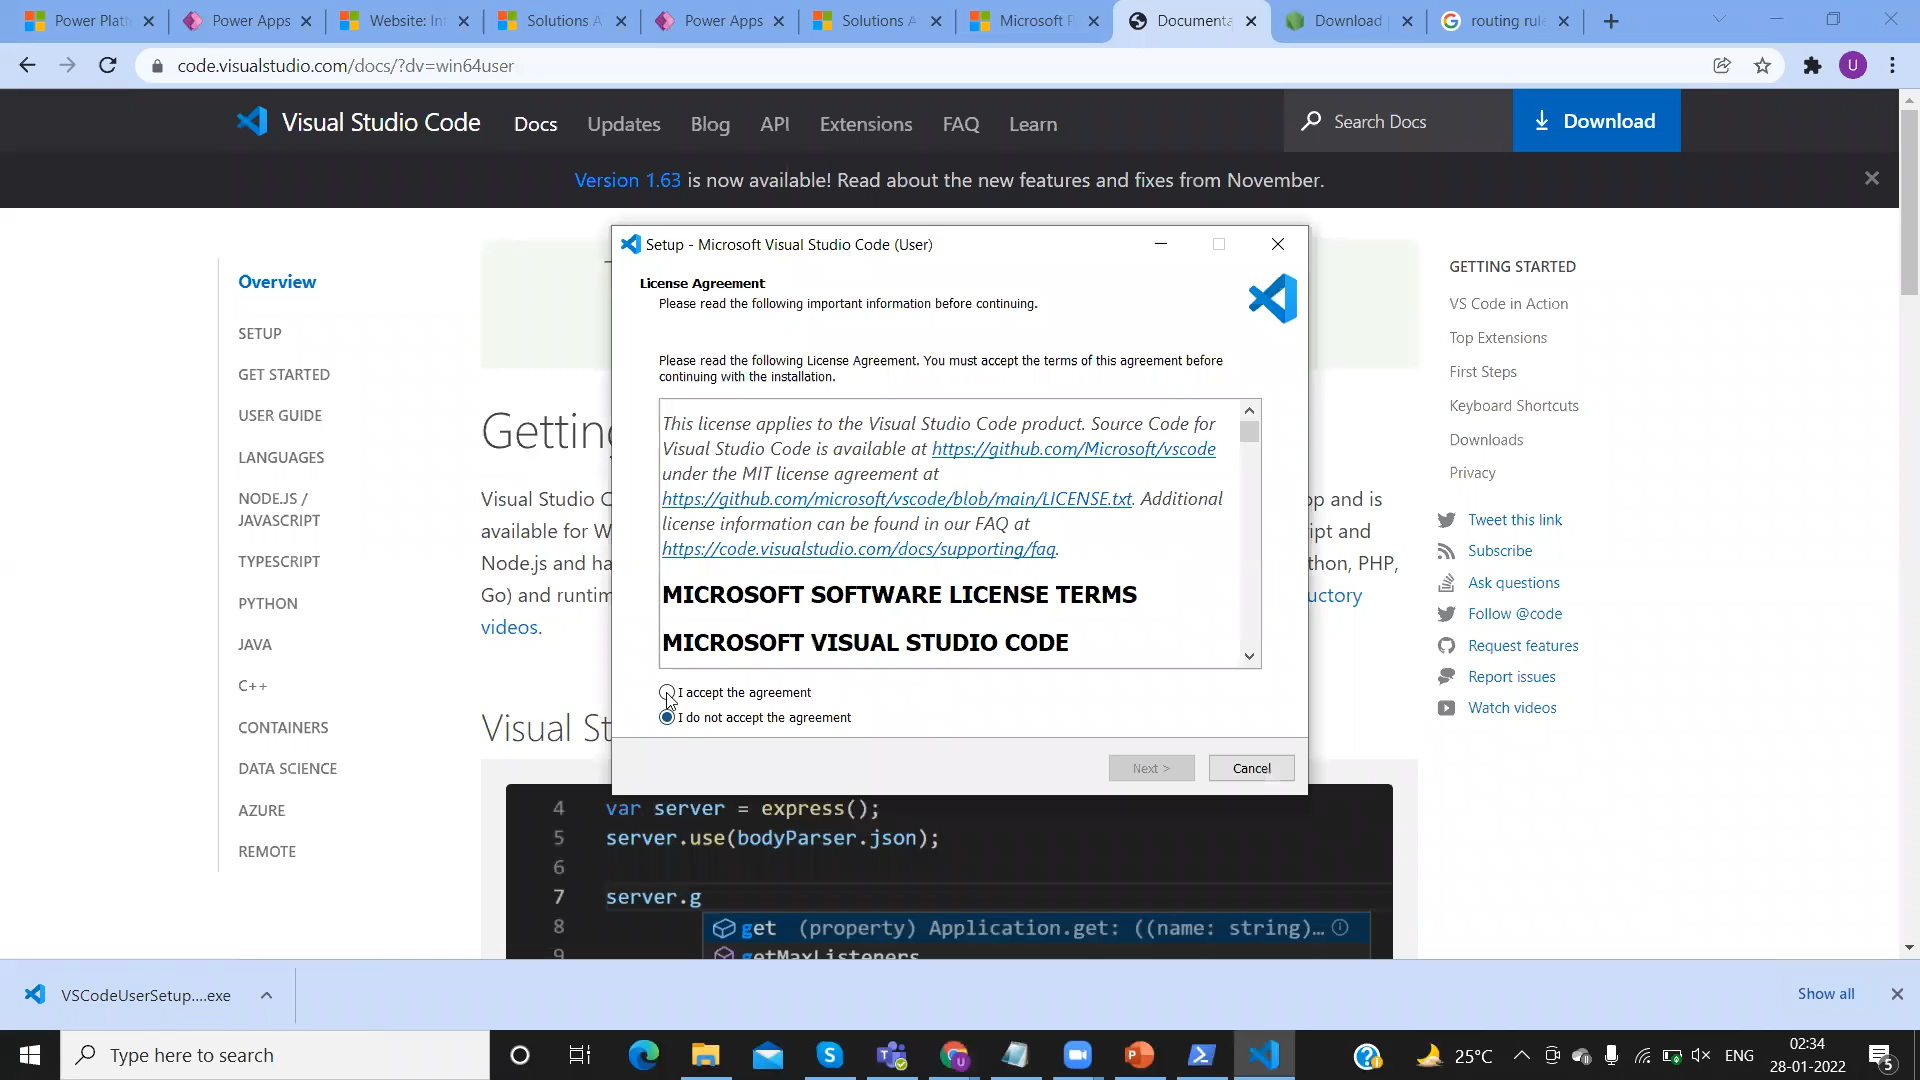 Power Platf
Power Apps
Website: In
Solutions A
Power Apps
Solutions A
Microsoft P
Documenta
Download
routing rule
code.visualstudio.com/docs/?dv=win64user
U
Visual Studio Code
Docs
Updates
Blog
API
Extensions
FAQ
Learn
Search Docs
Download
Version 1.63 is now available! Read about the new features and fixes from November.
Overview
SETUP
GET STARTED
USER GUIDE
LANGUAGES
NODE.JS /
JAVASCRIPT
TYPESCRIPT
PYTHON
JAVA
C++
CONTAINERS
DATA SCIENCE
AZURE
REMOTE
Getting
Visual Studio C
op and is
available for W
ipt and
Node.js and ha
thon, PHP,
Go) and runtim
uctory
videos.
Visual St
Setup - Microsoft Visual Studio Code (User)
License Agreement
Please read the following important information before continuing.
Please read the following License Agreement. You must accept the terms of this agreement before
continuing with the installation.
This license applies to the Visual Studio Code product. Source Code for
Visual Studio Code is available at https://github.com/Microsoft/vscode
under the MIT license agreement at
https://github.com/microsoft/vscode/blob/main/LICENSE.txt. Additional
license information can be found in our FAQ at
https://code.visualstudio.com/docs/supporting/faq.
MICROSOFT SOFTWARE LICENSE TERMS
MICROSOFT VISUAL STUDIO CODE
I accept the agreement
I do not accept the agreement
Next >
Cancel
4 var server = express();
5 server.use(bodyParser.json);
6
7 server.g
8 get (property) Application.get: ((name: string)…
9 getMaxListeners
GETTING STARTED
VS Code in Action
Top Extensions
First Steps
Keyboard Shortcuts
Downloads
Privacy
Tweet this link
Subscribe
Ask questions
Follow @code
Request features
Report issues
Watch videos
VSCodeUserSetup....exe
Show all
Type here to search
25°C
ENG
02:34
28-01-2022
5